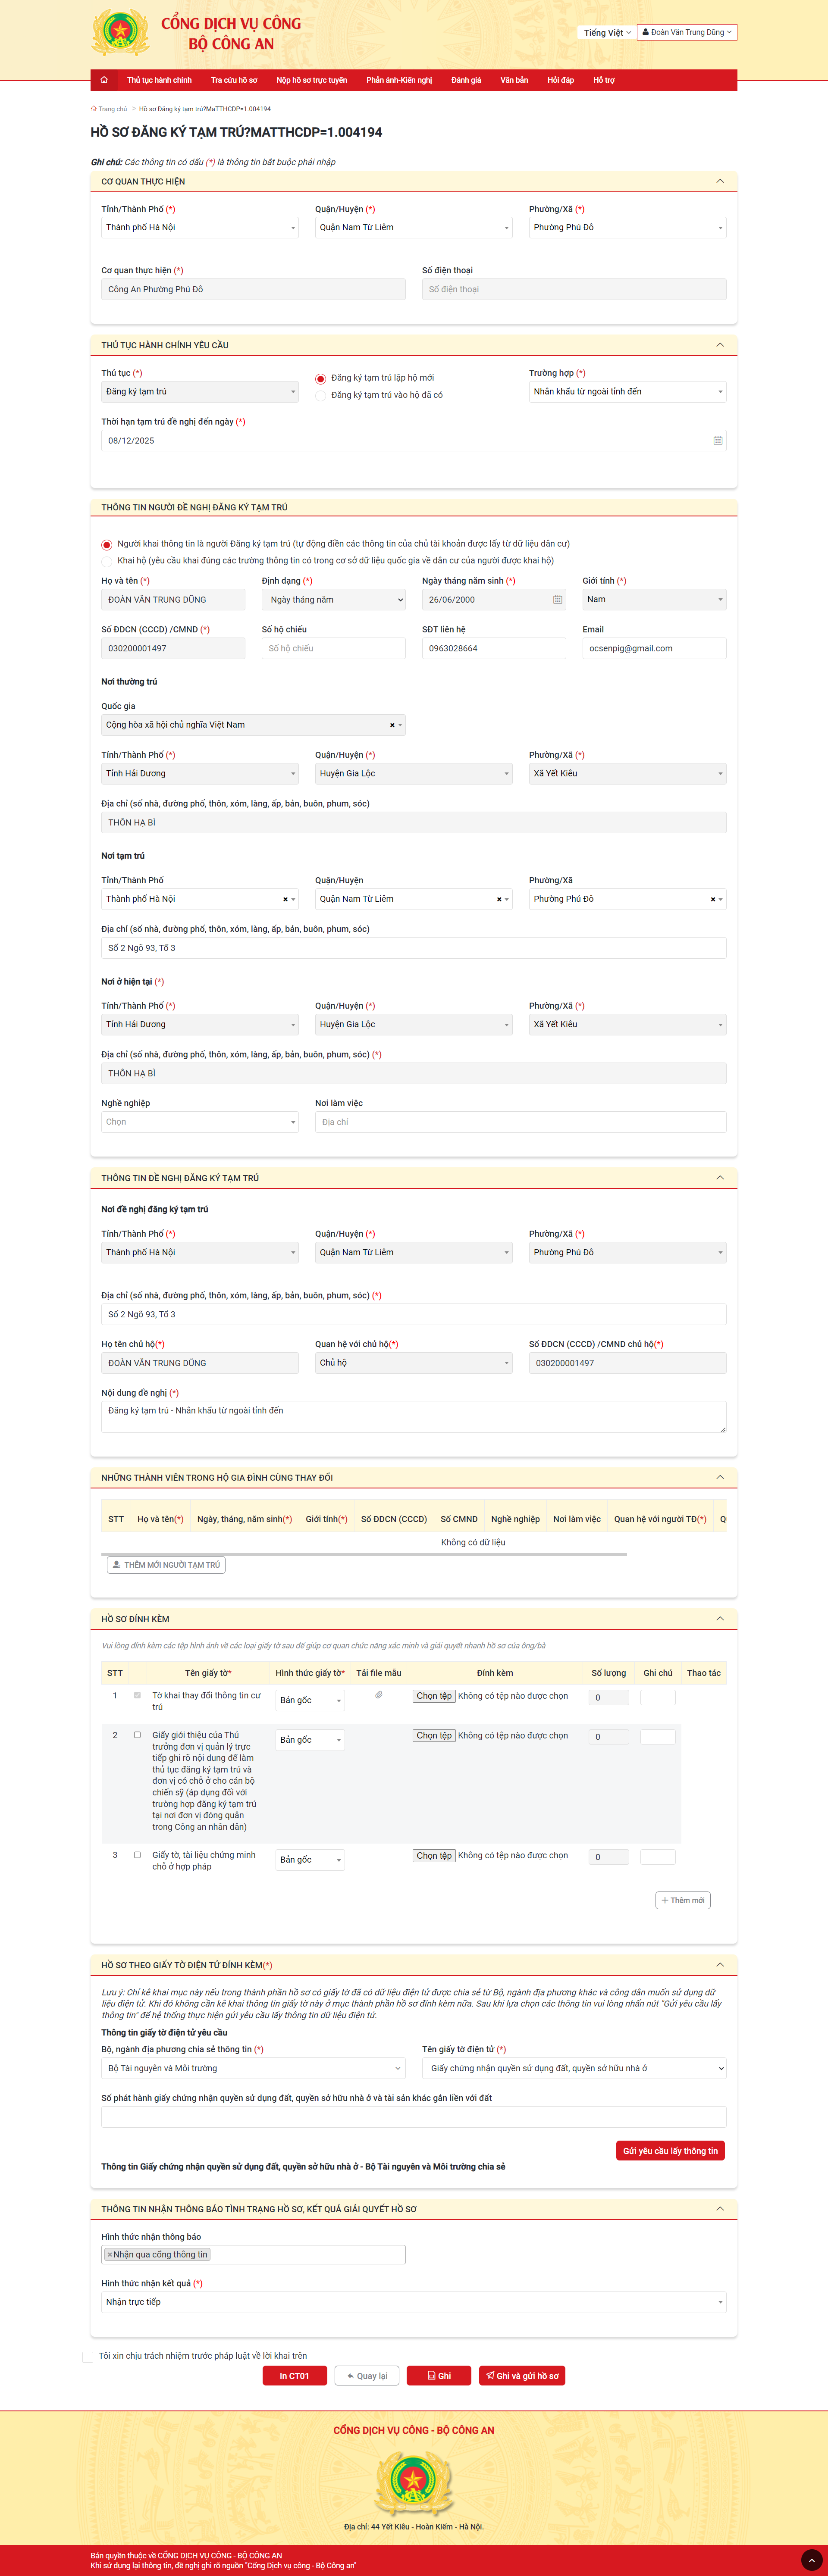 CỔNG DỊCH VỤ CÔNG
BỘ CÔNG AN
Tiếng Việt
Đoàn Văn Trung Dũng
Thủ tục hành chính Tra cứu hồ sơ Nộp hồ sơ trực tuyến Phản ánh-Kiến nghị Đánh giá Văn bản Hỏi đáp Hỗ trợ
Trang chủ > Hồ sơ Đăng ký tạm trú?MaTTHCDP=1.004194
HỒ SƠ ĐĂNG KÝ TẠM TRÚ?MATTHCDP=1.004194
Ghi chú: Các thông tin có dấu (*) là thông tin bắt buộc phải nhập
CƠ QUAN THỰC HIỆN
Tỉnh/Thành Phố (*) Quận/Huyện (*) Phường/Xã (*)
Thành phố Hà Nội Quận Nam Từ Liêm Phường Phú Đô
Cơ quan thực hiện (*) Số điện thoại
Công An Phường Phú Đô Số điện thoại
THỦ TỤC HÀNH CHÍNH YÊU CẦU
Thủ tục (*) Đăng ký tạm trú lập hộ mới Trường hợp (*)
Đăng ký tạm trú Đăng ký tạm trú vào hộ đã có Nhân khẩu từ ngoài tỉnh đến
Thời hạn tạm trú đề nghị đến ngày (*)
08/12/2025
THÔNG TIN NGƯỜI ĐỀ NGHỊ ĐĂNG KÝ TẠM TRÚ
Người khai thông tin là người Đăng ký tạm trú (tự động điền các thông tin của chủ tài khoản được lấy từ dữ liệu dân cư)
Khai hộ (yêu cầu khai đúng các trường thông tin có trong cơ sở dữ liệu quốc gia về dân cư của người được khai hộ)
Họ và tên (*) Định dạng (*) Ngày tháng năm sinh (*) Giới tính (*)
ĐOÀN VĂN TRUNG DŨNG Ngày tháng năm 26/06/2000 Nam
Số ĐDCN (CCCD) /CMND (*) Số hộ chiếu SĐT liên hệ Email
030200001497 Số hộ chiếu 0963028664 ocsenpig@gmail.com
Nơi thường trú
Quốc gia
Cộng hòa xã hội chủ nghĩa Việt Nam ×
Tỉnh/Thành Phố (*) Quận/Huyện (*) Phường/Xã (*)
Tỉnh Hải Dương Huyện Gia Lộc Xã Yết Kiêu
Địa chỉ (số nhà, đường phố, thôn, xóm, làng, ấp, bản, buôn, phum, sóc)
THÔN HẠ BÌ
Nơi tạm trú
Tỉnh/Thành Phố Quận/Huyện Phường/Xã
Thành phố Hà Nội × Quận Nam Từ Liêm × Phường Phú Đô ×
Địa chỉ (số nhà, đường phố, thôn, xóm, làng, ấp, bản, buôn, phum, sóc)
Số 2 Ngõ 93, Tổ 3
Nơi ở hiện tại (*)
Tỉnh/Thành Phố (*) Quận/Huyện (*) Phường/Xã (*)
Tỉnh Hải Dương Huyện Gia Lộc Xã Yết Kiêu
Địa chỉ (số nhà, đường phố, thôn, xóm, làng, ấp, bản, buôn, phum, sóc) (*)
THÔN HẠ BÌ
Nghề nghiệp Nơi làm việc
Chọn Địa chỉ
THÔNG TIN ĐỀ NGHỊ ĐĂNG KÝ TẠM TRÚ
Nơi đề nghị đăng ký tạm trú
Tỉnh/Thành Phố (*) Quận/Huyện (*) Phường/Xã (*)
Thành phố Hà Nội Quận Nam Từ Liêm Phường Phú Đô
Địa chỉ (số nhà, đường phố, thôn, xóm, làng, ấp, bản, buôn, phum, sóc) (*)
Số 2 Ngõ 93, Tổ 3
Họ tên chủ hộ(*) Quan hệ với chủ hộ(*) Số ĐDCN (CCCD) /CMND chủ hộ(*)
ĐOÀN VĂN TRUNG DŨNG Chủ hộ 030200001497
Nội dung đề nghị (*)
Đăng ký tạm trú - Nhân khẩu từ ngoài tỉnh đến
NHỮNG THÀNH VIÊN TRONG HỘ GIA ĐÌNH CÙNG THAY ĐỔI
STT Họ và tên(*) Ngày, tháng, năm sinh(*) Giới tính(*) Số ĐDCN (CCCD) Số CMND Nghề nghiệp Nơi làm việc Quan hệ với người TĐ(*) Q
Không có dữ liệu
THÊM MỚI NGƯỜI TẠM TRÚ
HỒ SƠ ĐÍNH KÈM
Vui lòng đính kèm các tệp hình ảnh về các loại giấy tờ sau để giúp cơ quan chức năng xác minh và giải quyết nhanh hồ sơ của ông/bà
STT Tên giấy tờ* Hình thức giấy tờ* Tải file mẫu Đính kèm Số lượng Ghi chú Thao tác
1 Tờ khai thay đổi thông tin cư Bản gốc Chọn tệp Không có tệp nào được chọn 0
trú
2 Giấy giới thiệu của Thủ Bản gốc Chọn tệp Không có tệp nào được chọn 0
trưởng đơn vị quản lý trực
tiếp ghi rõ nội dung để làm
thủ tục đăng ký tạm trú và
đơn vị có chỗ ở cho cán bộ
chiến sỹ (áp dụng đối với
trường hợp đăng ký tạm trú
tại nơi đơn vị đóng quân
trong Công an nhân dân)
3 Giấy tờ, tài liệu chứng minh Bản gốc Chọn tệp Không có tệp nào được chọn 0
chỗ ở hợp pháp
Thêm mới
HỒ SƠ THEO GIẤY TỜ ĐIỆN TỬ ĐÍNH KÈM(*)
Lưu ý: Chỉ kê khai mục này nếu trong thành phần hồ sơ có giấy tờ đã có dữ liệu điện tử được chia sẻ từ Bộ, ngành địa phương khác và công dân muốn sử dụng dữ
liệu điện tử. Khi đó không cần kê khai thông tin giấy tờ này ở mục thành phần hồ sơ đính kèm nữa. Sau khi lựa chọn các thông tin vui lòng nhấn nút "Gửi yêu cầu lấy
thông tin" để hệ thống thực hiện gửi yêu cầu lấy thông tin dữ liệu điện tử.
Thông tin giấy tờ điện tử yêu cầu
Bộ, ngành địa phương chia sẻ thông tin (*) Tên giấy tờ điện tử (*)
Bộ Tài nguyên và Môi trường Giấy chứng nhận quyền sử dụng đất, quyền sở hữu nhà ở
Số phát hành giấy chứng nhận quyền sử dụng đất, quyền sở hữu nhà ở và tài sản khác gắn liền với đất
Gửi yêu cầu lấy thông tin
Thông tin Giấy chứng nhận quyền sử dụng đất, quyền sở hữu nhà ở - Bộ Tài nguyên và Môi trường chia sẻ
THÔNG TIN NHẬN THÔNG BÁO TÌNH TRẠNG HỒ SƠ, KẾT QUẢ GIẢI QUYẾT HỒ SƠ
Hình thức nhận thông báo
×Nhận qua cổng thông tin
Hình thức nhận kết quả (*)
Nhận trực tiếp
Tôi xin chịu trách nhiệm trước pháp luật về lời khai trên
In CT01 Quay lại Ghi Ghi và gửi hồ sơ
CỔNG DỊCH VỤ CÔNG - BỘ CÔNG AN
Địa chỉ: 44 Yết Kiêu - Hoàn Kiếm - Hà Nội.
Bản quyền thuộc về CỔNG DỊCH VỤ CÔNG - BỘ CÔNG AN
Khi sử dụng lại thông tin, đề nghị ghi rõ nguồn "Cổng Dịch vụ công - Bộ Công an"